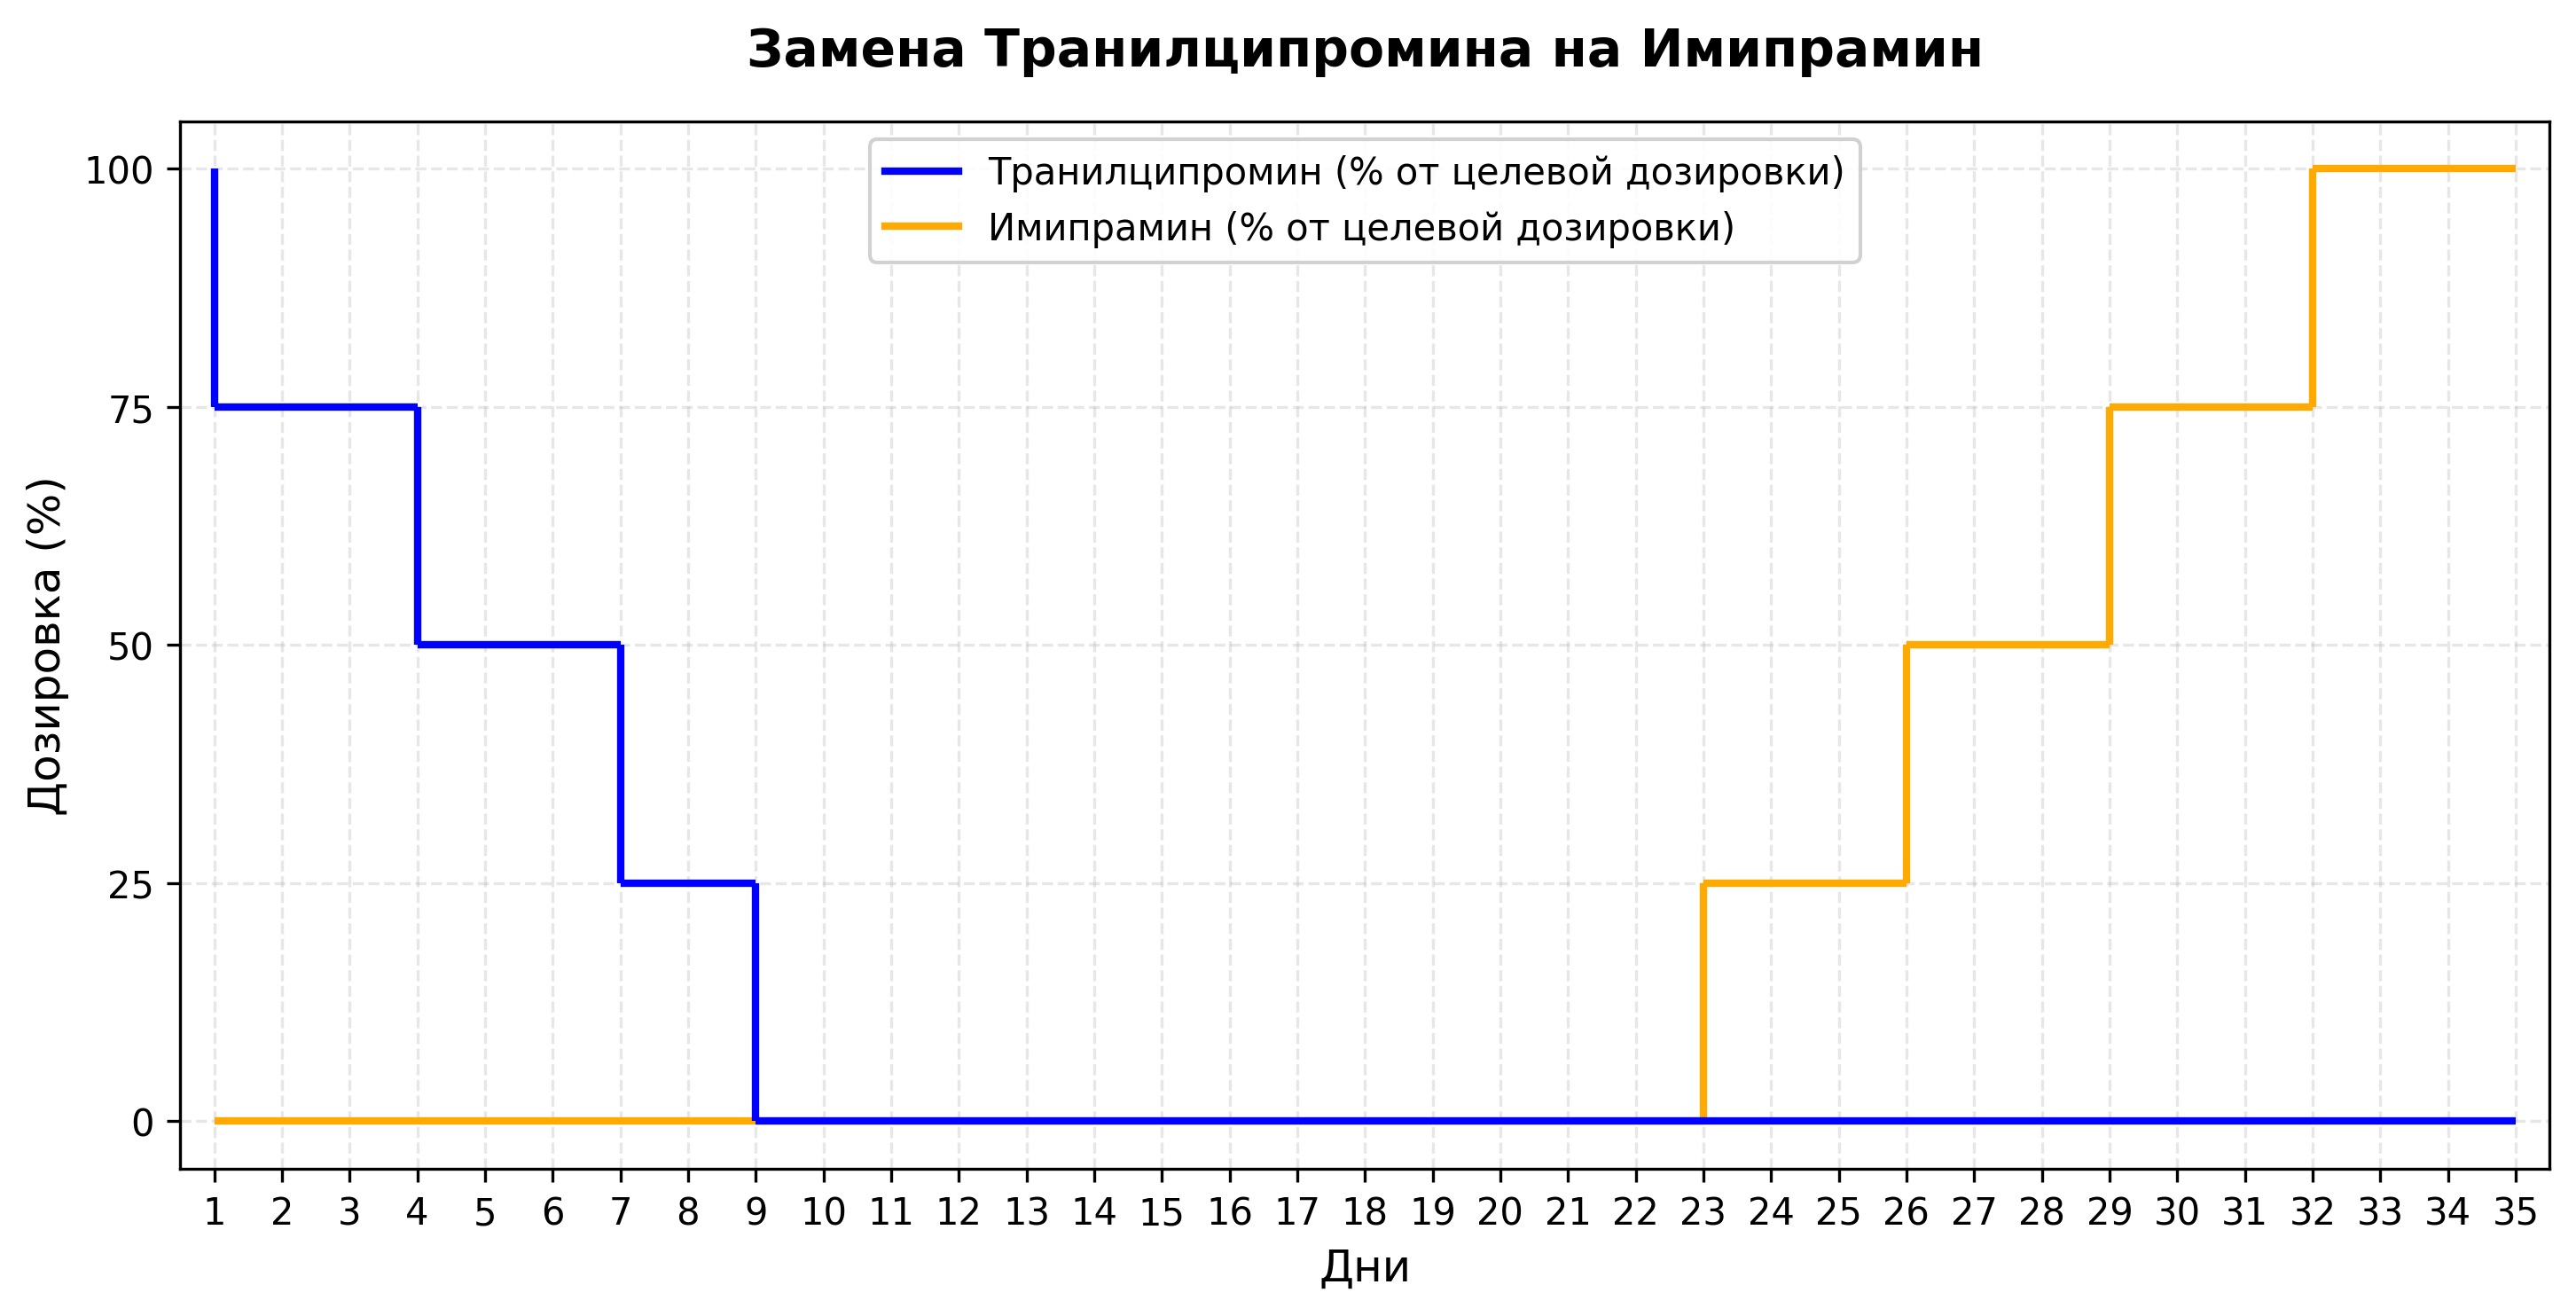 Замена Транилципромина на Имипрамин
Транилципромин (% от целевой дозировки)
Имипрамин (% от целевой дозировки)
Дозировка (%)
100
75
50
25
0
1 2 3 4 5 6 7 8 9 10 11 12 13 14 15 16 17 18 19 20 21 22 23 24 25 26 27 28 29 30 31 32 33 34 35
Дни